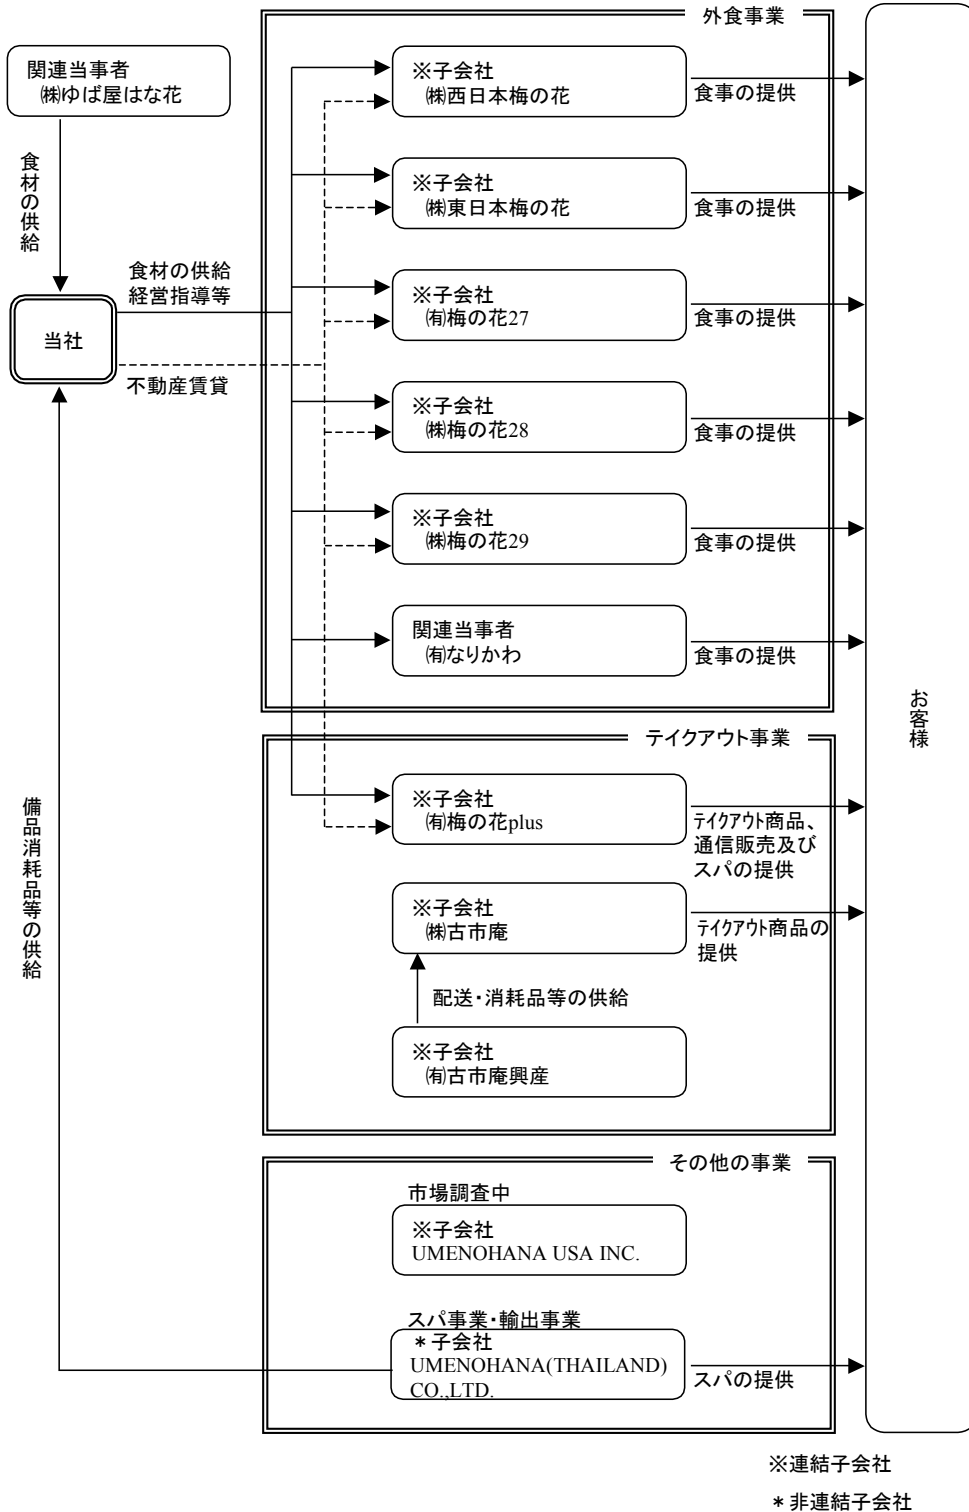 外食事業
関連当事者
㈱ゆば屋はな花
食材の供給
当社
食材の供給
経営指導等
不動産賃貸
※子会社
㈱西日本梅の花
食事の提供
※子会社
㈱東日本梅の花
食事の提供
※子会社
㈲梅の花27
食事の提供
※子会社
㈱梅の花28
食事の提供
※子会社
㈱梅の花29
食事の提供
関連当事者
㈲なりかわ
食事の提供
お客様
テイクアウト事業
※子会社
㈲梅の花plus
テイクアウト商品、
通信販売及び
スパの提供
※子会社
㈱古市庵
テイクアウト商品の
提供
配送・消耗品等の供給
※子会社
㈲古市庵興産
備品消耗品等の供給
その他の事業
市場調査中
※子会社
UMENOHANA USA INC.
スパ事業・輸出事業
＊子会社
UMENOHANA(THAILAND)
CO.,LTD.
スパの提供
※連結子会社
＊非連結子会社